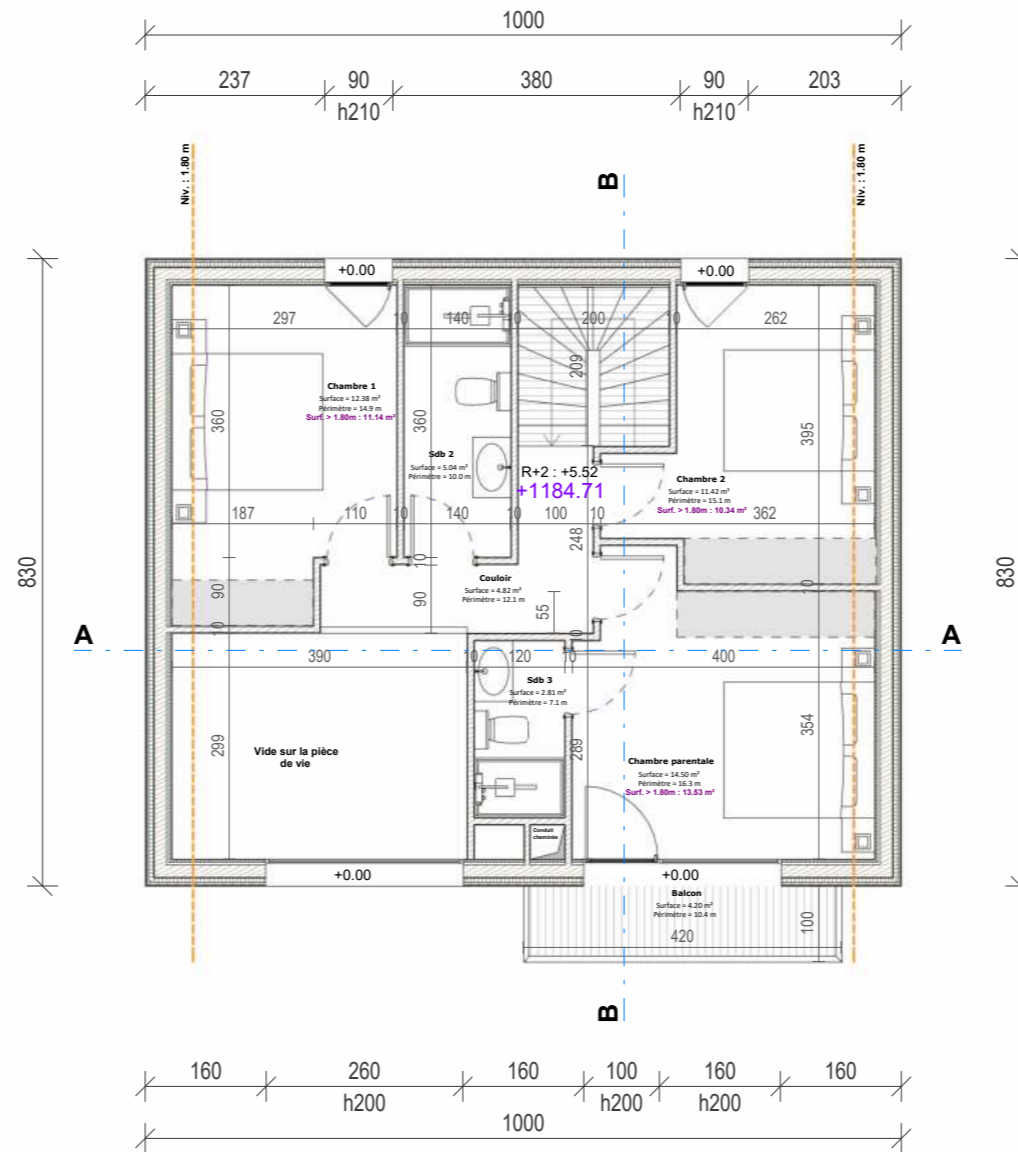 1000
237 90 380 90 203
h210 h210
Niv. : 1.80 m
Niv. : 1.80 m
B
+0.00 +0.00
297 10 140 10 200 10 262
209
Chambre 1
Surface = 12.38 m²
Périmètre = 14.9 m
Surf. > 1.80m : 11.14 m²
360
360
395
Sdb 2
Surface = 5.04 m²
Périmètre = 10.0 m
R+2 : +5.52
+1184.71
Chambre 2
Surface = 11.42 m²
Périmètre = 15.1 m
Surf. > 1.80m : 10.34 m²
187 110 10 140 10 100 10 362
248
830
830
10
Couloir
Surface = 4.82 m²
Périmètre = 12.1 m
90
90
10
55
10
A A
10
390 10 120 10 400
Sdb 3
Surface = 2.81 m²
Périmètre = 7.1 m
299
289
354
Vide sur la pièce
de vie
Chambre parentale
Surface = 14.50 m²
Périmètre = 16.3 m
Surf. > 1.80m : 13.53 m²
Conduit
cheminée
+0.00 +0.00
Balcon
Surface = 4.20 m²
Périmètre = 10.4 m
100
420
B
160 260 160 100 160 160
h200 h200 h200
1000